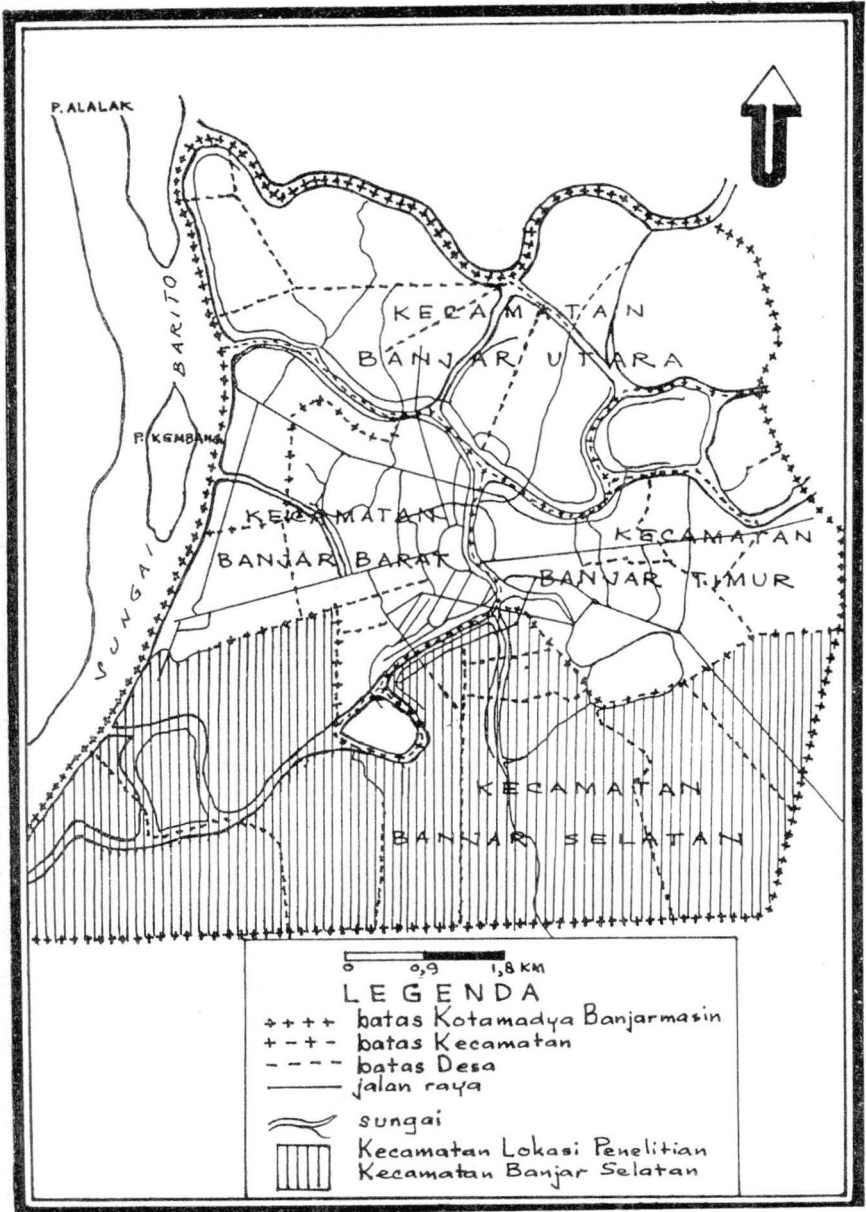 P. ALALAK
U
BARITO
KECAMATAN
BANJAR UTARA
P. KEMBANG
KECAMATAN
BANJAR BARAT
KECAMATAN
BANJAR TIMUR
SUNGAI
KECAMATAN
BANJAR SELATAN
0 0,9 1,8 KM
LEGENDA
batas Kotamadya Banjarmasin
batas Kecamatan
batas Desa
jalan raya
sungai
Kecamatan Lokasi Penelitian
Kecamatan Banjar Selatan